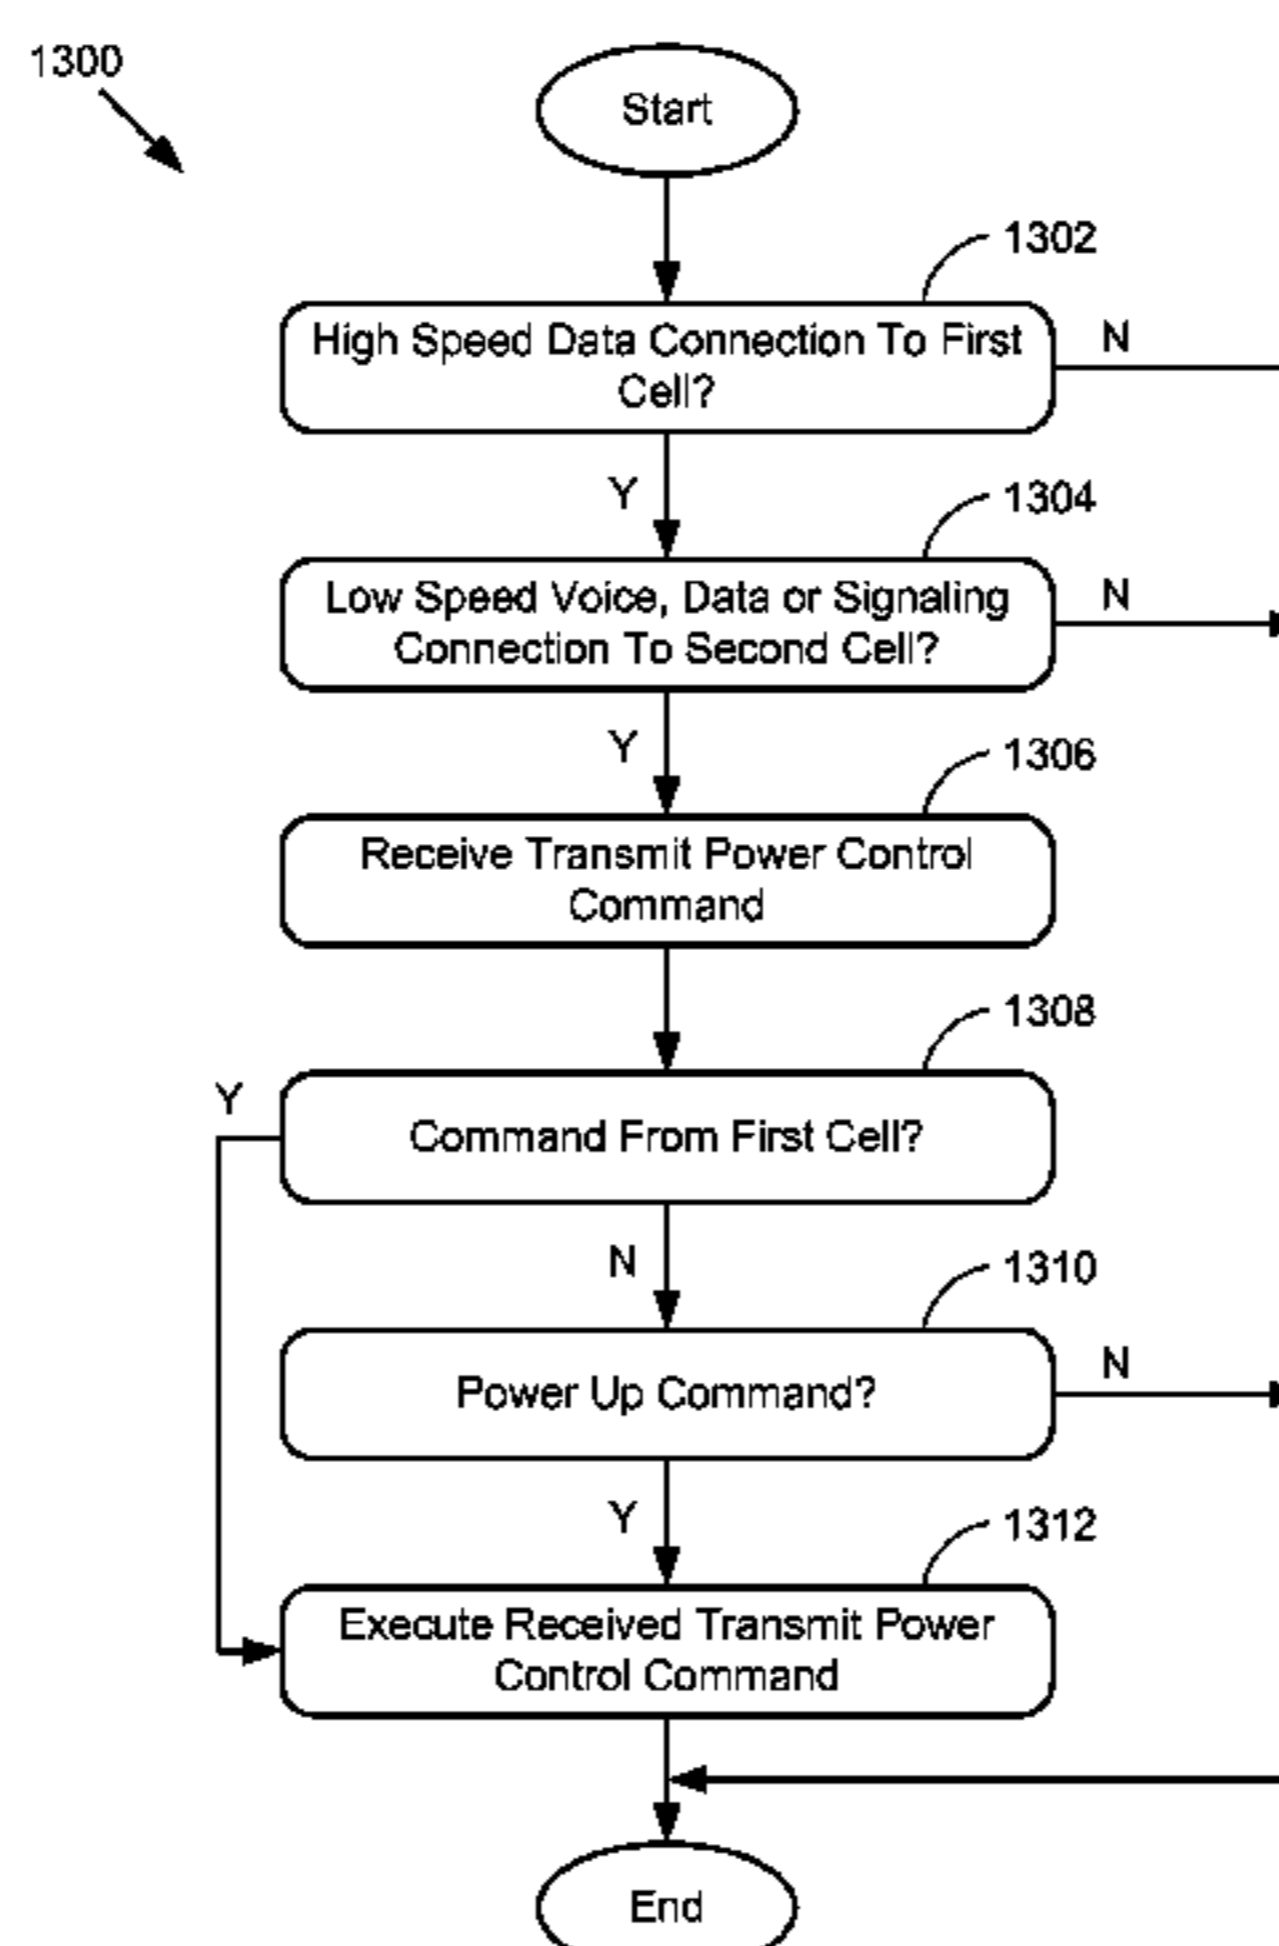 1300
Start
1302
High Speed Data Connection To First
Cell?
N
Y
1304
Low Speed Voice, Data or Signaling
Connection To Second Cell?
N
Y
1306
Receive Transmit Power Control
Command
1308
Y
Command From First Cell?
N
1310
Power Up Command?
N
Y
1312
Execute Received Transmit Power
Control Command
End